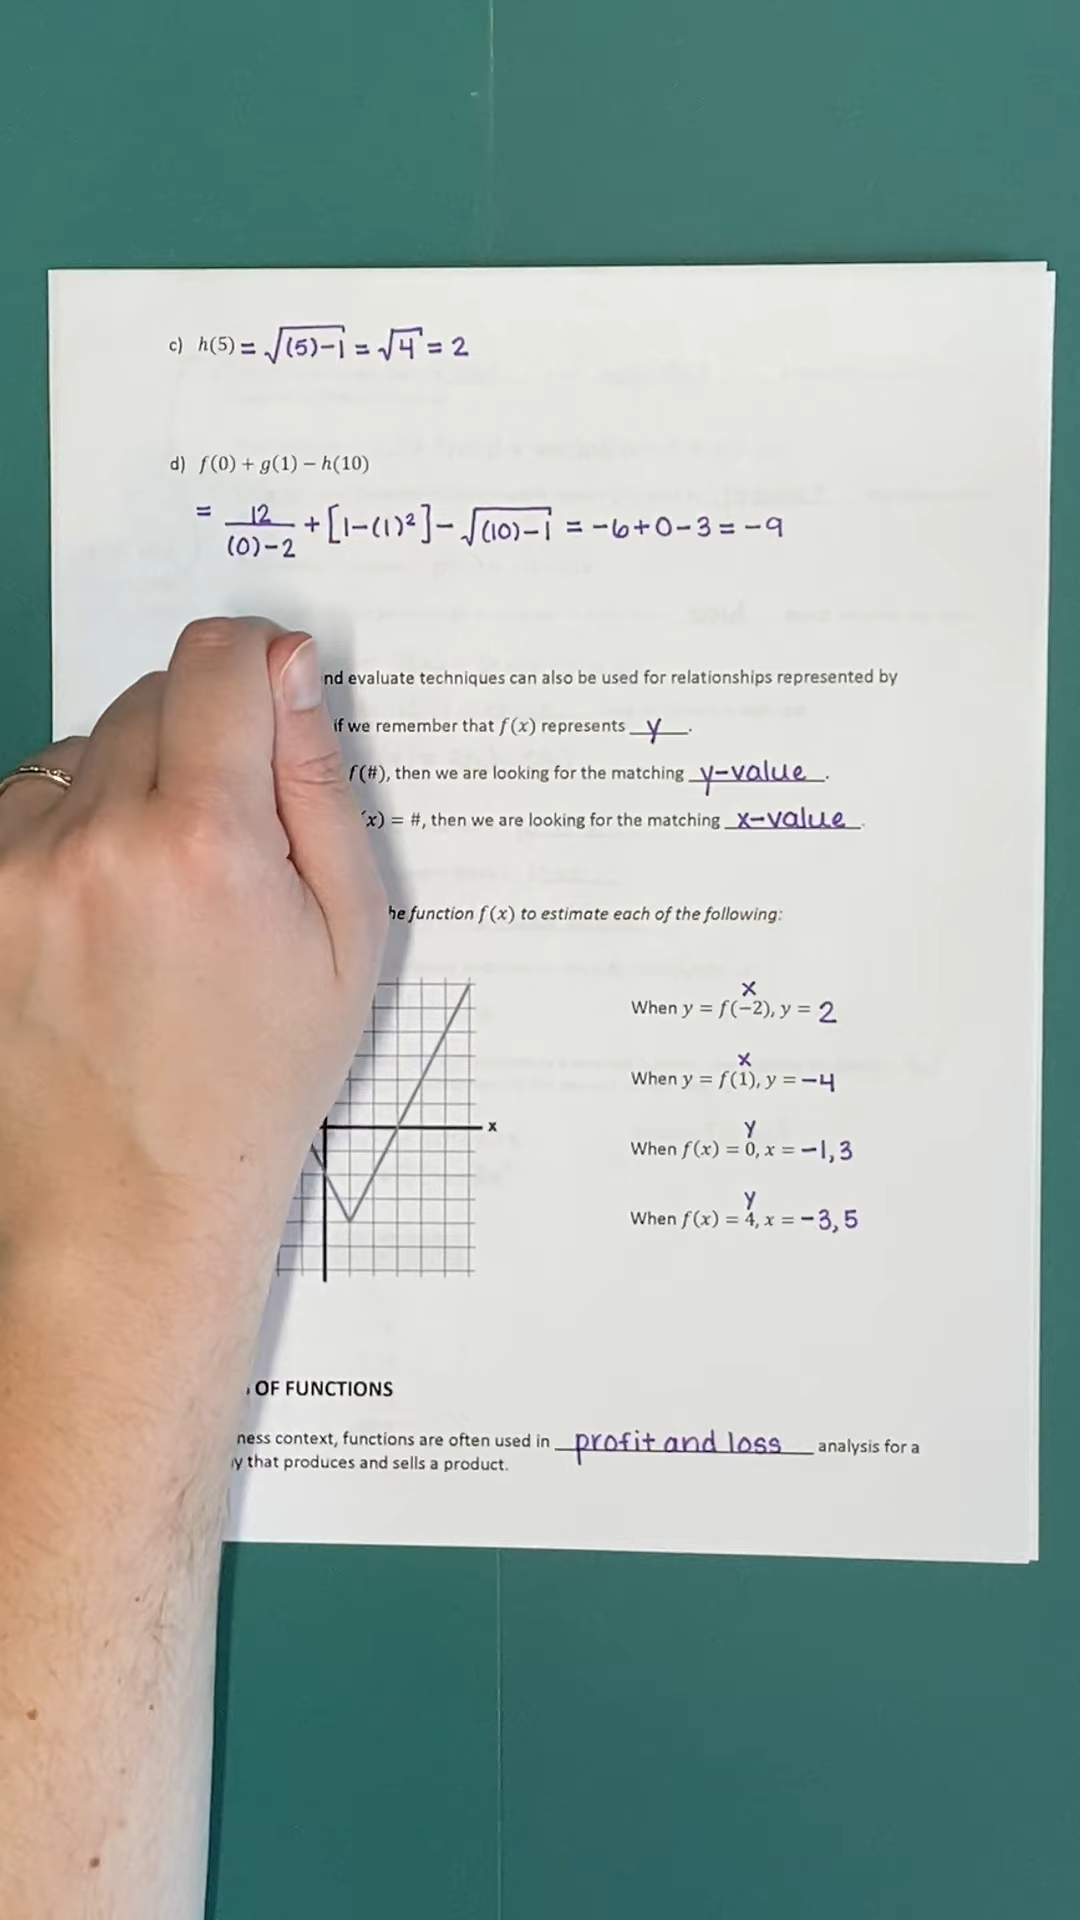 c) h(5) = √(5)-1 = √4 = 2
d) f(0) + g(1) − h(10)
= 12/(0)-2 + [1-(1)²] - √(10)-1 = -6+0-3 = -9
nd evaluate techniques can also be used for relationships represented by
if we remember that f(x) represents y.
f(#), then we are looking for the matching y-value.
x) = #, then we are looking for the matching x-value.
he function f(x) to estimate each of the following:
x
When y = f(−2), y = 2
x
When y = f(1), y = -4
x
y
When f(x) = 0, x = -1, 3
y
When f(x) = 4, x = -3, 5
OF FUNCTIONS
ness context, functions are often used in profit and loss analysis for a
y that produces and sells a product.